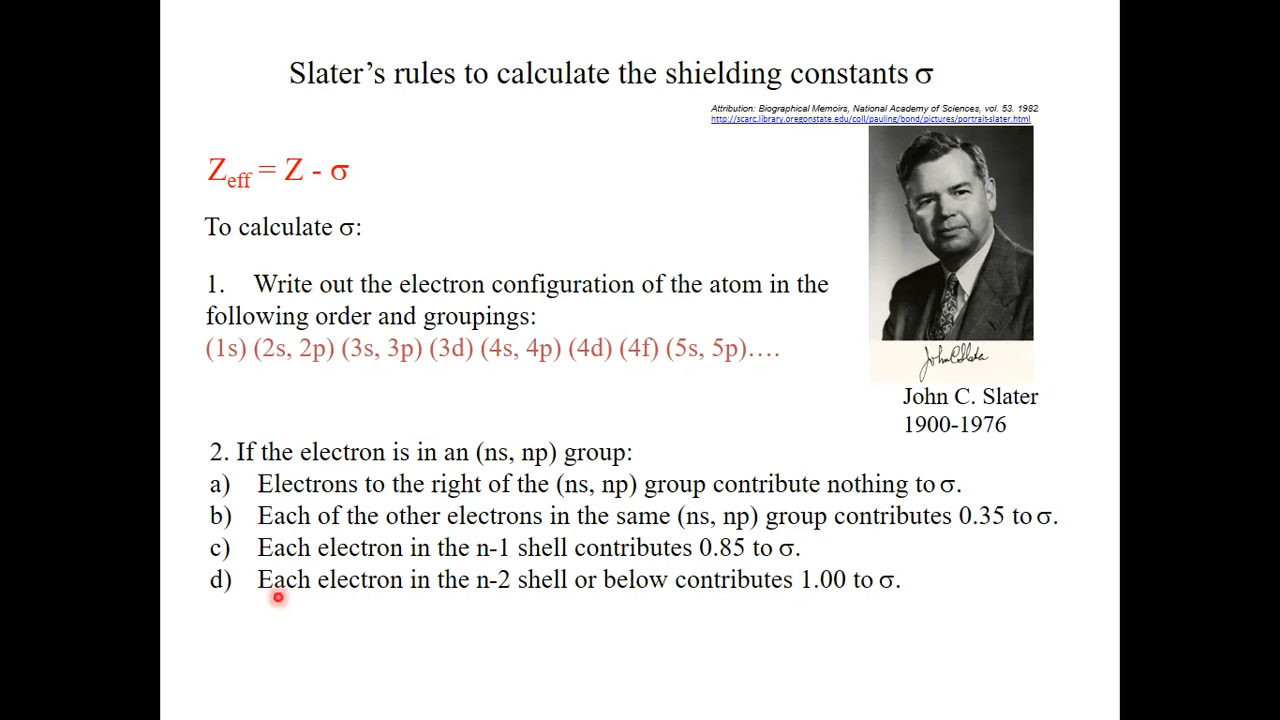 Slater’s rules to calculate the shielding constants σ
Attribution: Biographical Memoirs, National Academy of Sciences, vol. 53. 1982
http://scarc.library.oregonstate.edu/coll/pauling/bond/pictures/portrait-slater.html
Zeff = Z - σ
To calculate σ:
1. Write out the electron configuration of the atom in the
following order and groupings:
(1s) (2s, 2p) (3s, 3p) (3d) (4s, 4p) (4d) (4f) (5s, 5p)….
John C. Slater
John C. Slater
1900-1976
2. If the electron is in an (ns, np) group:
a) Electrons to the right of the (ns, np) group contribute nothing to σ.
b) Each of the other electrons in the same (ns, np) group contributes 0.35 to σ.
c) Each electron in the n-1 shell contributes 0.85 to σ.
d) Each electron in the n-2 shell or below contributes 1.00 to σ.